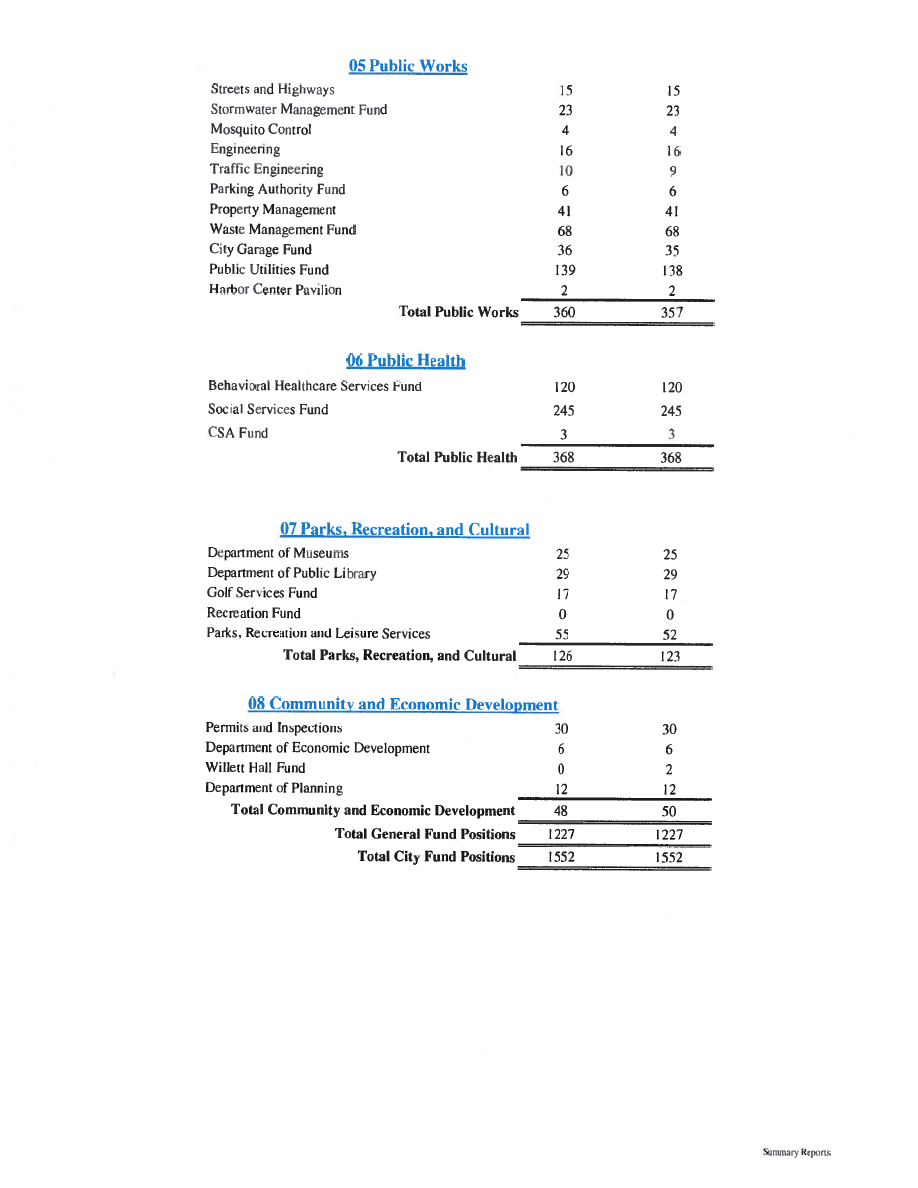 05 Public Works
Streets and Highways 15 15
Stormwater Management Fund 23 23
Mosquito Control 4 4
Engineering 16 16
Traffic Engineering 10 9
Parking Authority Fund 6 6
Property Management 41 41
Waste Management Fund 68 68
City Garage Fund 36 35
Public Utilities Fund 139 138
Harbor Center Pavilion 2 2
Total Public Works 360 357
06 Public Health
Behavioral Healthcare Services Fund 120 120
Social Services Fund 245 245
CSA Fund 3 3
Total Public Health 368 368
07 Parks, Recreation, and Cultural
Department of Museums 25 25
Department of Public Library 29 29
Golf Services Fund 17 17
Recreation Fund 0 0
Parks, Recreation and Leisure Services 55 52
Total Parks, Recreation, and Cultural 126 123
08 Community and Economic Development
Permits and Inspections 30 30
Department of Economic Development 6 6
Willett Hall Fund 0 2
Department of Planning 12 12
Total Community and Economic Development 48 50
Total General Fund Positions 1227 1227
Total City Fund Positions 1552 1552
Summary Reports